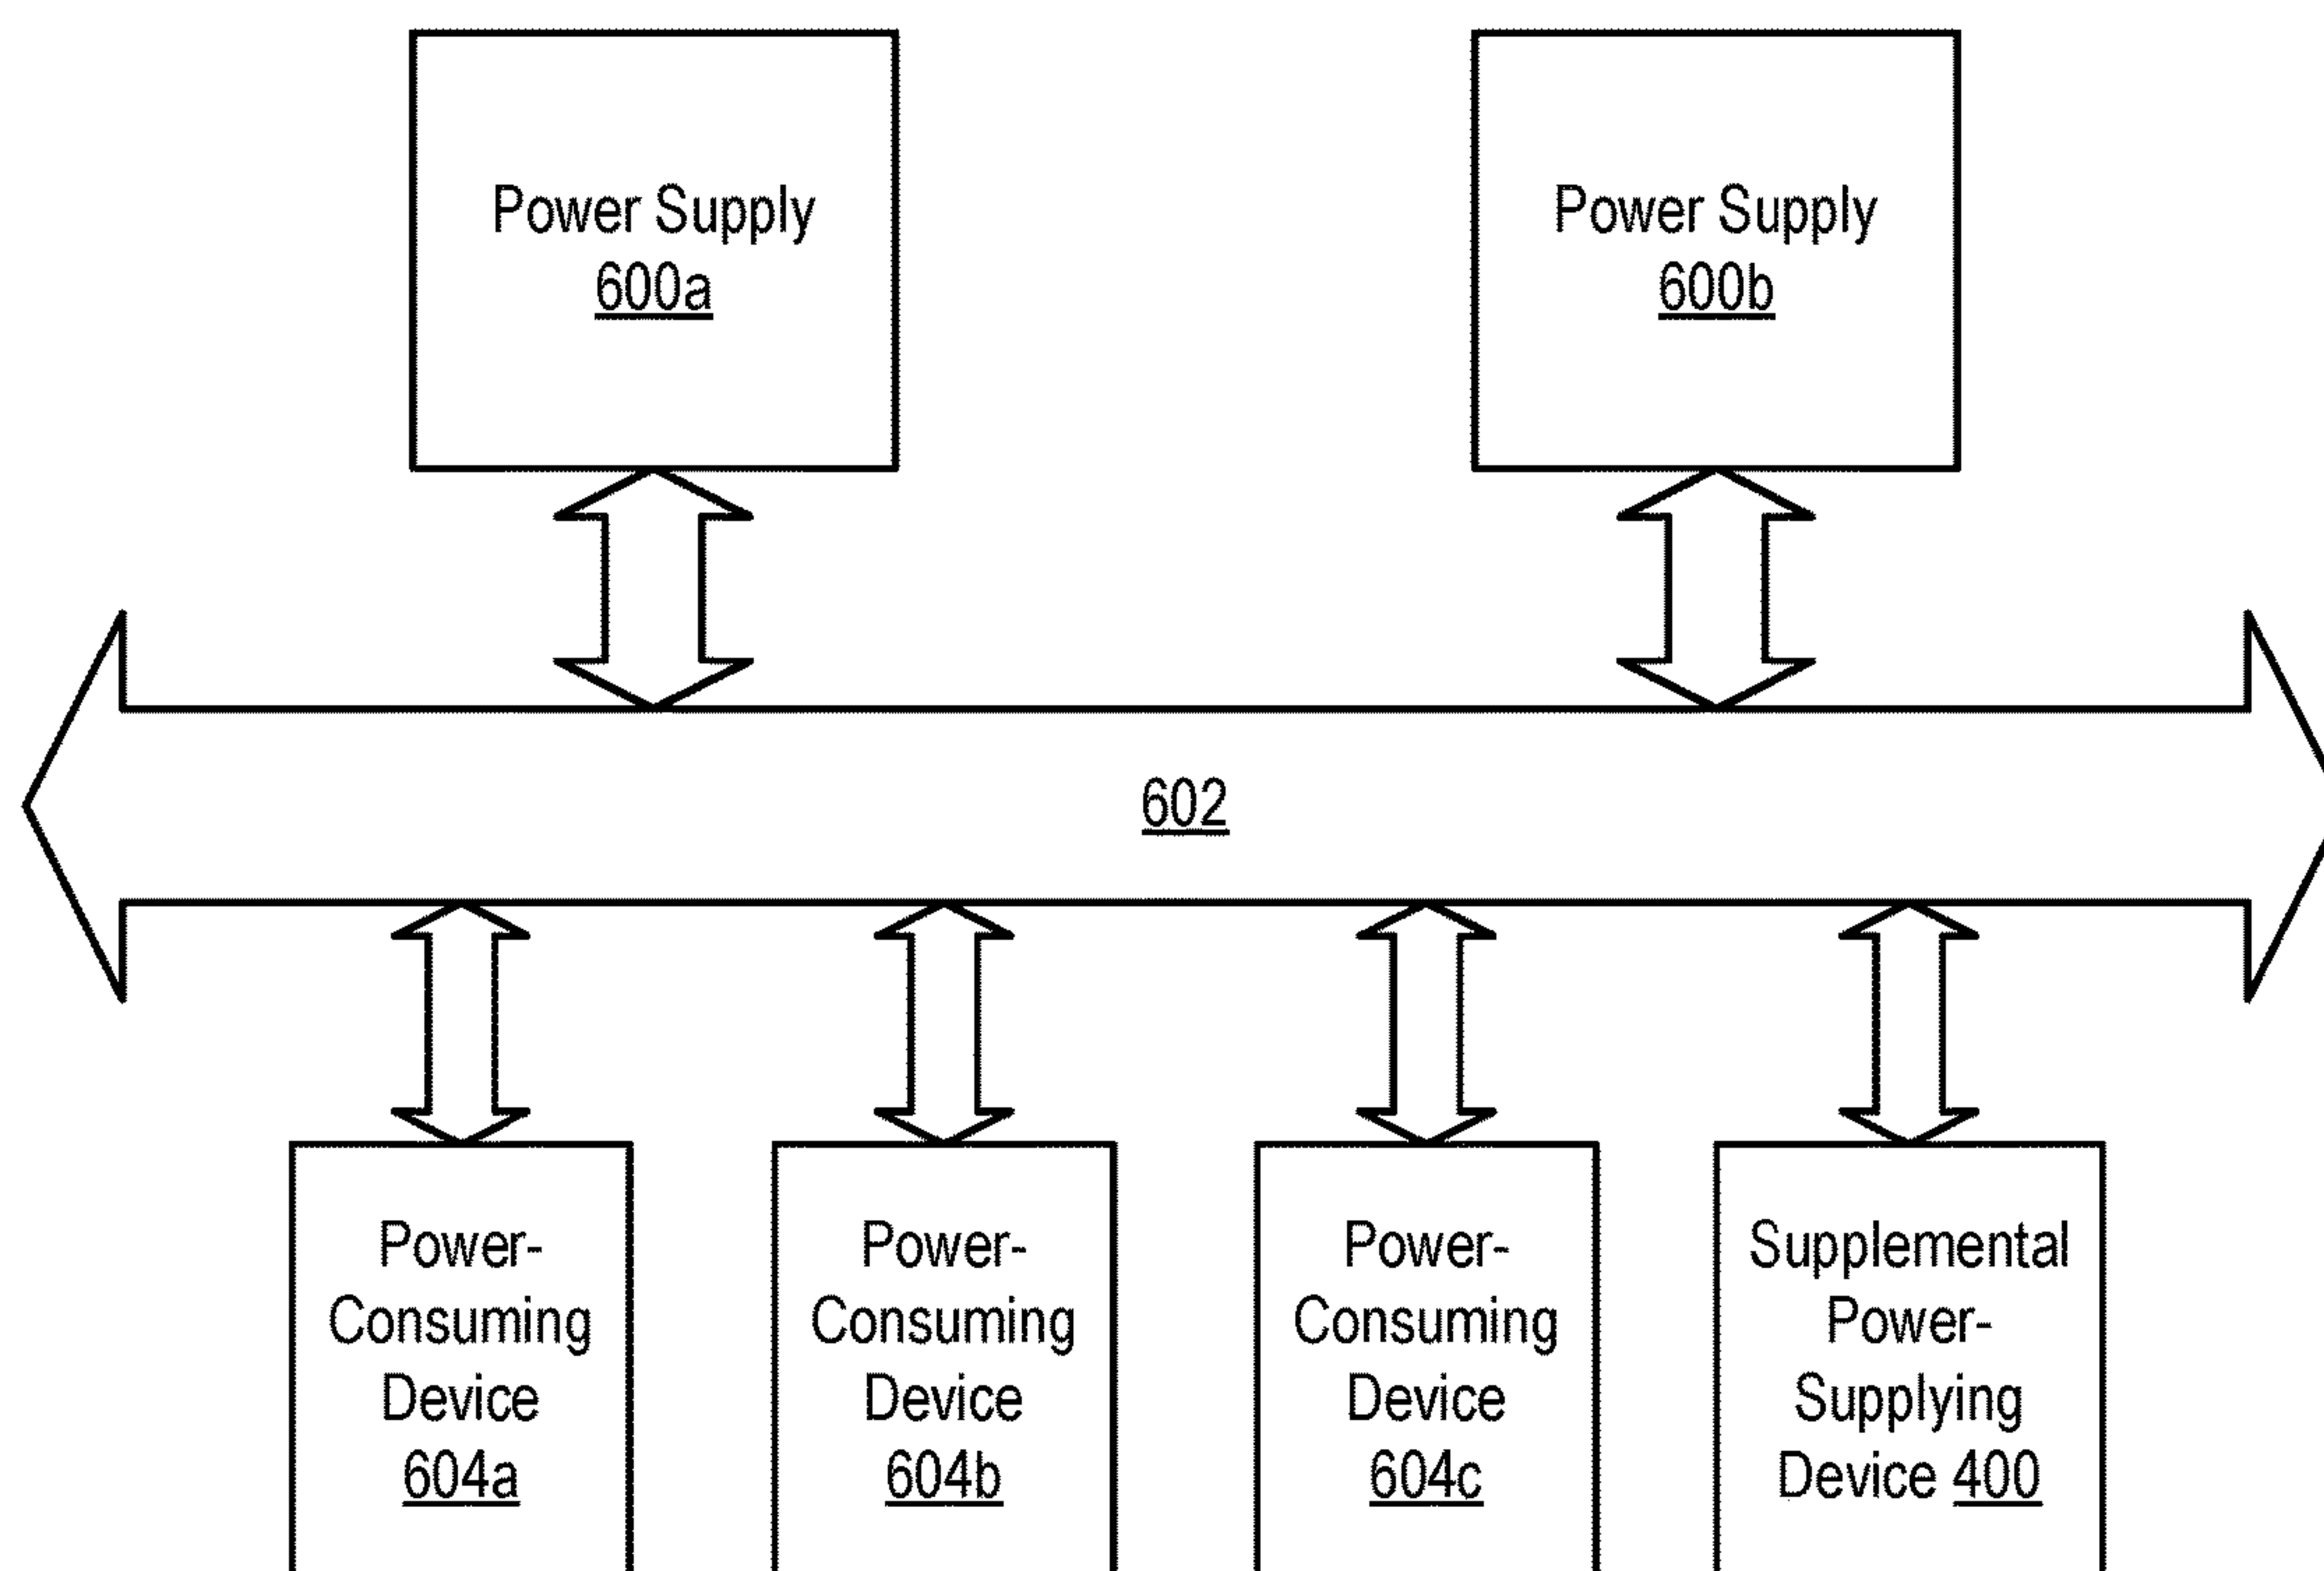 Power Supply
600a
Power Supply
600b
602
Power-
Consuming
Device
604a
Power-
Consuming
Device
604b
Power-
Consuming
Device
604c
Supplemental
Power-
Supplying
Device 400